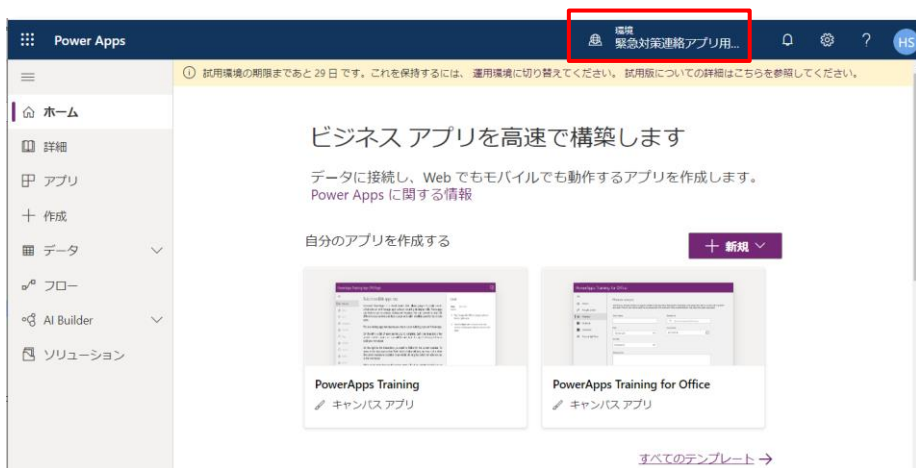 Power Apps
環境
緊急対策連絡アプリ用...
?
HS
試用環境の期限まであと 29 日 です。これを保持するには、 運用環境に切り替えてください。 試用版についての詳細はこちらを参照してください。
ホーム
詳細
アプリ
作成
データ
フロー
AI Builder
ソリューション
ビジネス アプリを高速で構築します
データに接続し、Web でもモバイルでも動作するアプリを作成します。
Power Apps に関する情報
自分のアプリを作成する
+ 新規
PowerApps Training
キャンバス アプリ
PowerApps Training for Office
キャンバス アプリ
すべてのテンプレート →